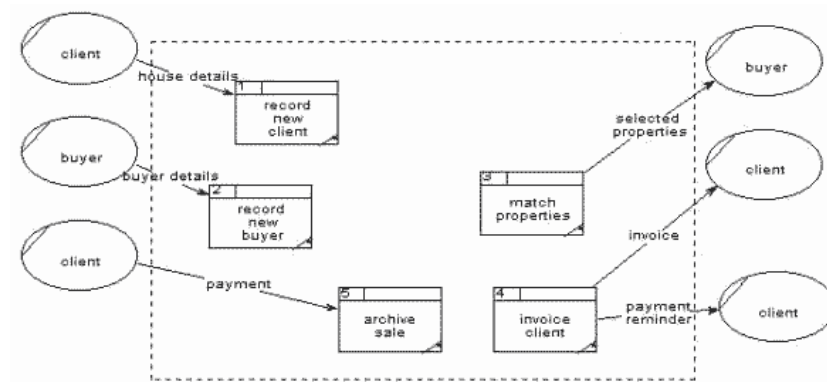 client
house details
1
record
new
client
buyer
buyer details
2
record
new
buyer
client
payment
5
archive
sale
3
match
properties
4
invoice
client
selected
properties
buyer
invoice
client
payment
reminder
client